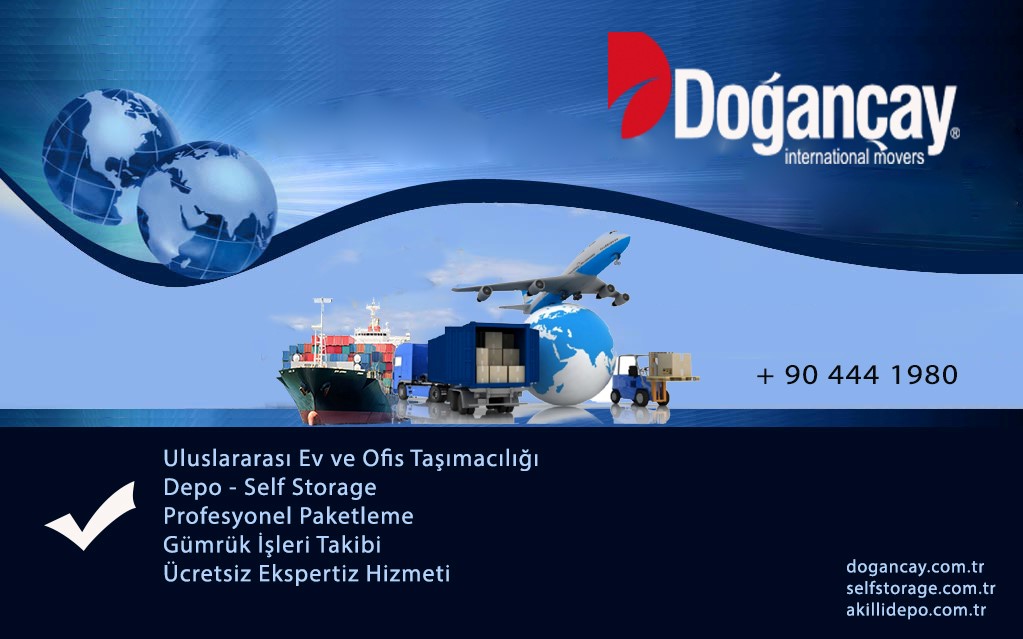 Doğançay®
international movers
+ 90 444 1980
Uluslararası Ev ve Ofis Taşımacılığı
Depo - Self Storage
Profesyonel Paketleme
Gümrük İşleri Takibi
Ücretsiz Ekspertiz Hizmeti
dogancay.com.tr
selfstorage.com.tr
akillidepo.com.tr